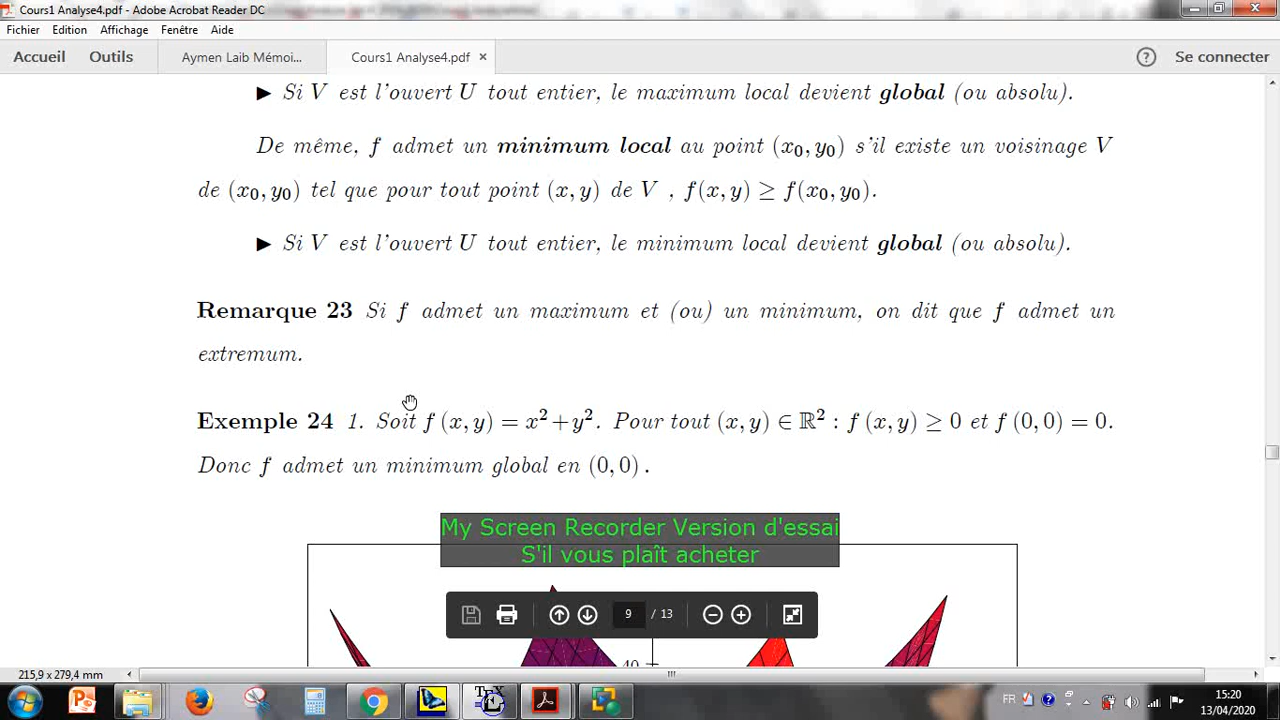 Cours1 Analyse4.pdf - Adobe Acrobat Reader DC
Fichier Edition Affichage Fenêtre Aide
Accueil Outils Aymen Laib Mémoi... Cours1 Analyse4.pdf × ? Se connecter
► Si V est l'ouvert U tout entier, le maximum local devient global (ou absolu).
De même, f admet un minimum local au point (x₀, y₀) s'il existe un voisinage V
de (x₀, y₀) tel que pour tout point (x, y) de V , f(x, y) ≥ f(x₀, y₀).
► Si V est l'ouvert U tout entier, le minimum local devient global (ou absolu).
Remarque 23 Si f admet un maximum et (ou) un minimum, on dit que f admet un
extremum.
Exemple 24 1. Soit f (x, y) = x² + y². Pour tout (x, y) ∈ ℝ² : f (x, y) ≥ 0 et f (0, 0) = 0.
Donc f admet un minimum global en (0, 0) .
My Screen Recorder Version d'essai
S'il vous plaît acheter
9 / 13
40
215,9 x 279,4 mm
FR
15:20
13/04/2020